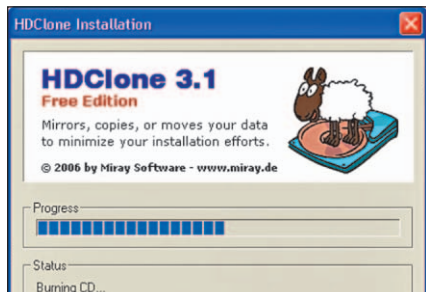 HDClone Installation
HDClone 3.1
Free Edition
Mirrors, copies, or moves your data
to minimize your installation efforts.
© 2006 by Miray Software - www.miray.de
Progress
Status
Burning CD...